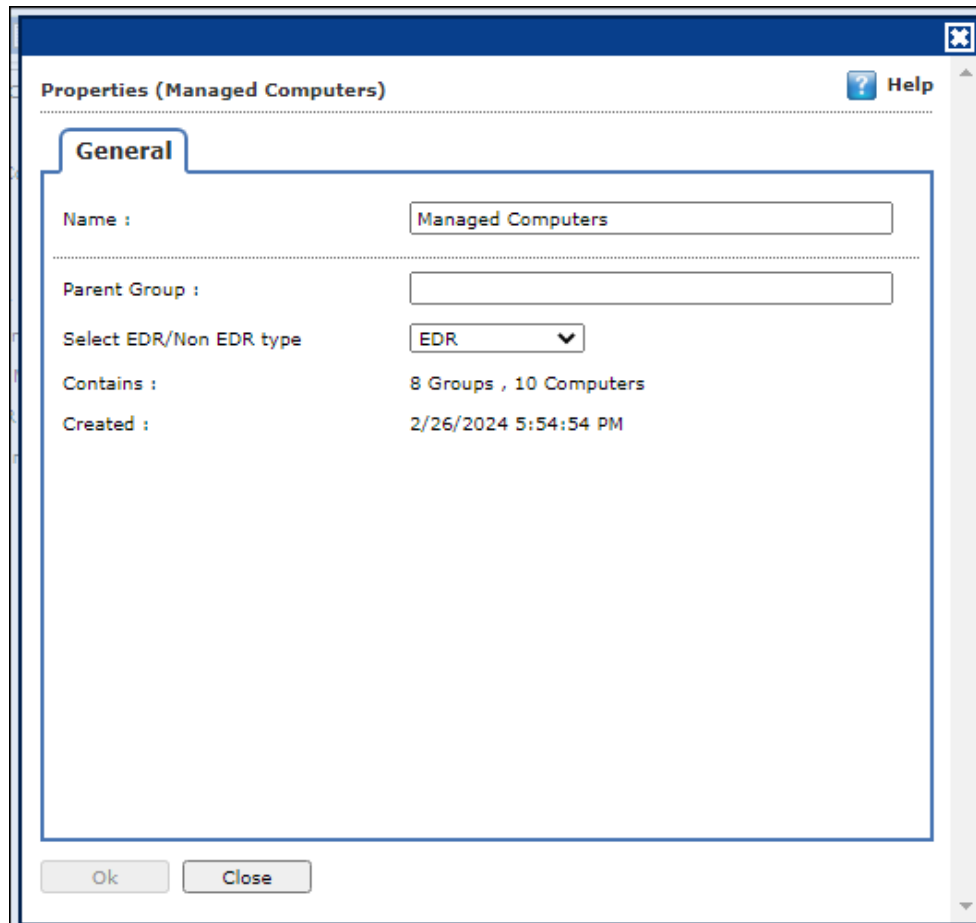 Properties (Managed Computers)
? Help
General
Name : Managed Computers
Parent Group :
Select EDR/Non EDR type EDR
Contains : 8 Groups , 10 Computers
Created : 2/26/2024 5:54:54 PM
Ok Close